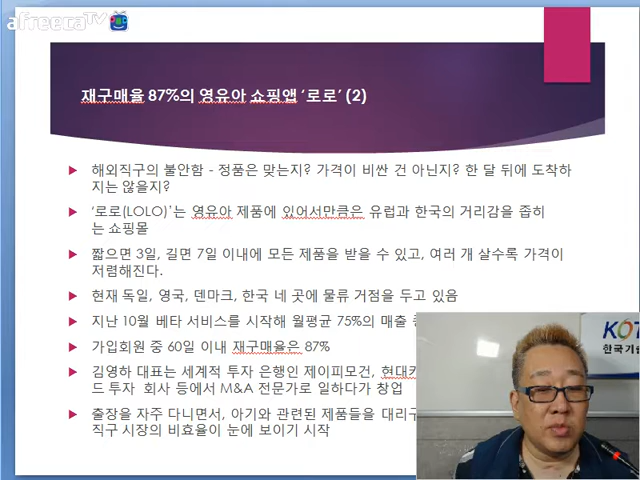 afreecaTV
재구매율 87%의 영유아 쇼핑앱 ‘로로’ (2)
해외직구의 불안함 - 정품은 맞는지? 가격이 비싼 건 아닌지? 한 달 뒤에 도착하
지는 않을지?
‘로로(LOLO)’는 영유아 제품에 있어서만큼은 유럽과 한국의 거리감을 좁히
는 쇼핑몰
짧으면 3일, 길면 7일 이내에 모든 제품을 받을 수 있고, 여러 개 살수록 가격이
저렴해진다.
현재 독일, 영국, 덴마크, 한국 네 곳에 물류 거점을 두고 있음
지난 10월 베타 서비스를 시작해 월평균 75%의 매출
가입회원 중 60일 이내 재구매율은 87%
김영하 대표는 세계적 투자 은행인 제이피모건, 현대카
드 투자 회사 등에서 M&A 전문가로 일하다가 창업
출장을 자주 다니면서, 아기와 관련된 제품들을 대리구
직구 시장의 비효율이 눈에 보이기 시작
KOT
한국기술